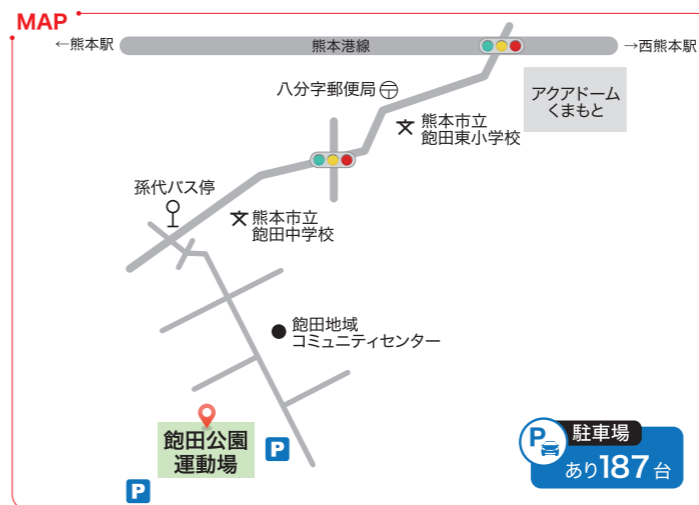 MAP
←熊本駅
熊本港線
→西熊本駅
八分字郵便局
アクアドーム
くまもと
熊本市立
飽田東小学校
孫代バス停
熊本市立
飽田中学校
飽田地域
コミュニティセンター
飽田公園
運動場
P
P
P
駐車場
あり187台